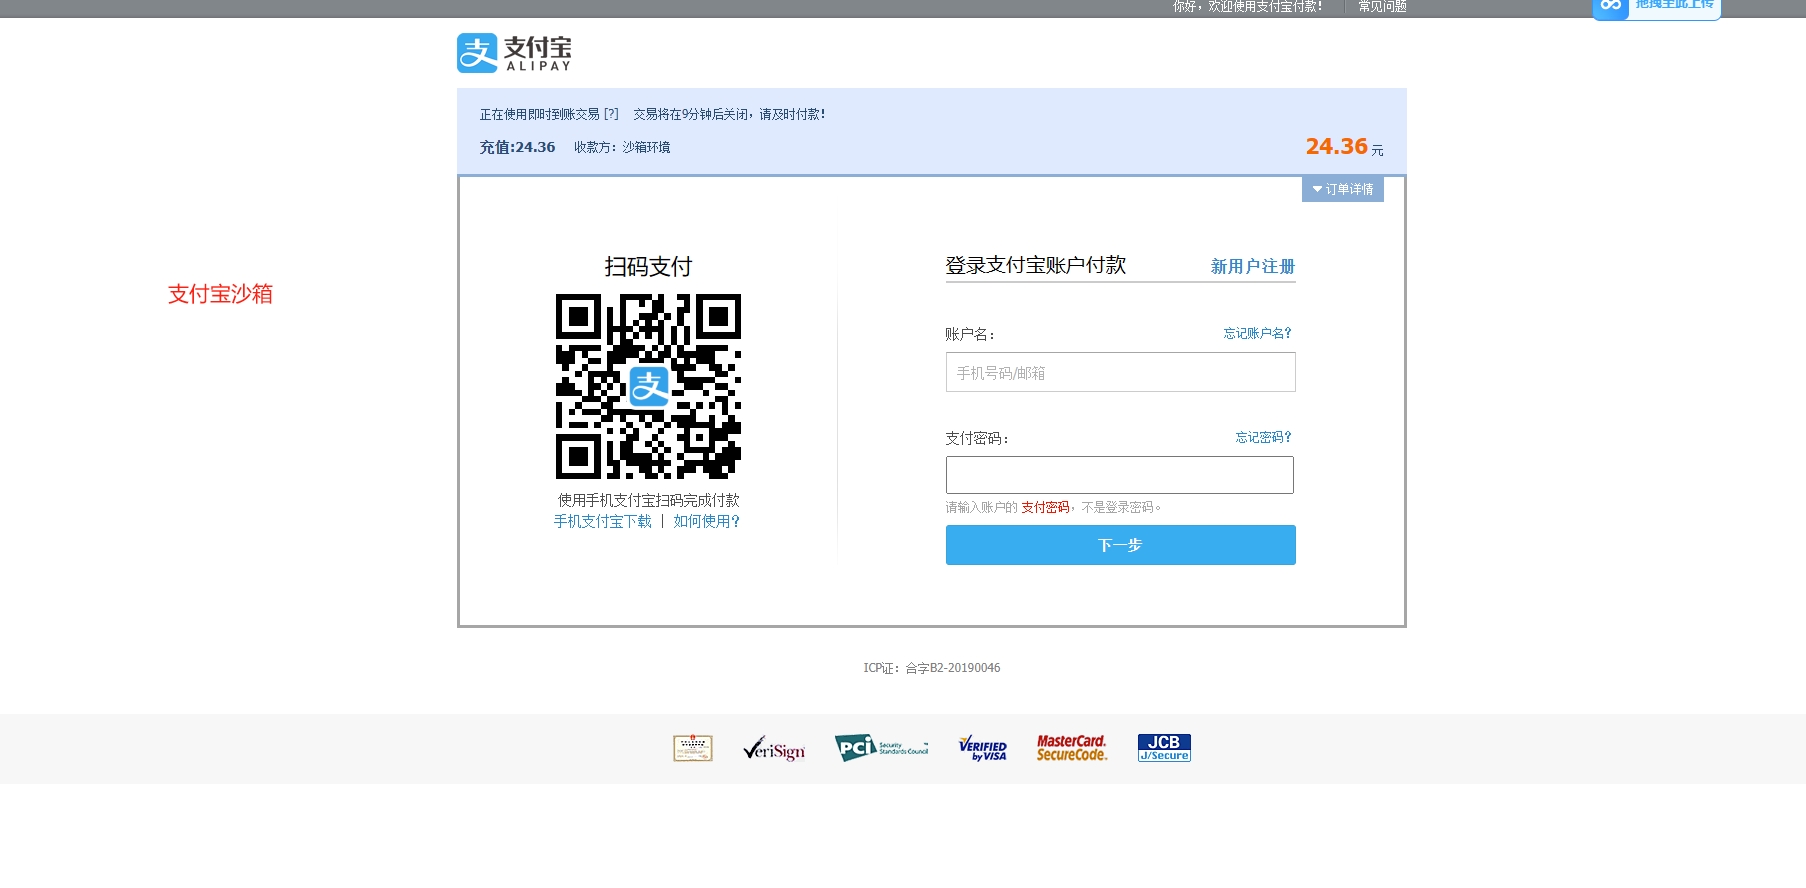 你好，欢迎使用支付宝付款！ 常见问题
拖拽至此上传
支付宝
ALIPAY
正在使用即时到账交易 [?] 交易将在9分钟后关闭，请及时付款！
充值:24.36 收款方：沙箱环境 24.36 元
订单详情
支付宝沙箱
扫码支付
支
使用手机支付宝扫码完成付款
手机支付宝下载 | 如何使用?
登录支付宝账户付款 新用户注册
账户名： 忘记账户名?
手机号码/邮箱
支付密码： 忘记密码?
请输入账户的 支付密码，不是登录密码。
下一步
ICP证：合字B2-20190046
VeriSign
PCI Security Standards Council
VERIFIED by VISA
MasterCard. SecureCode.
JCB J/Secure